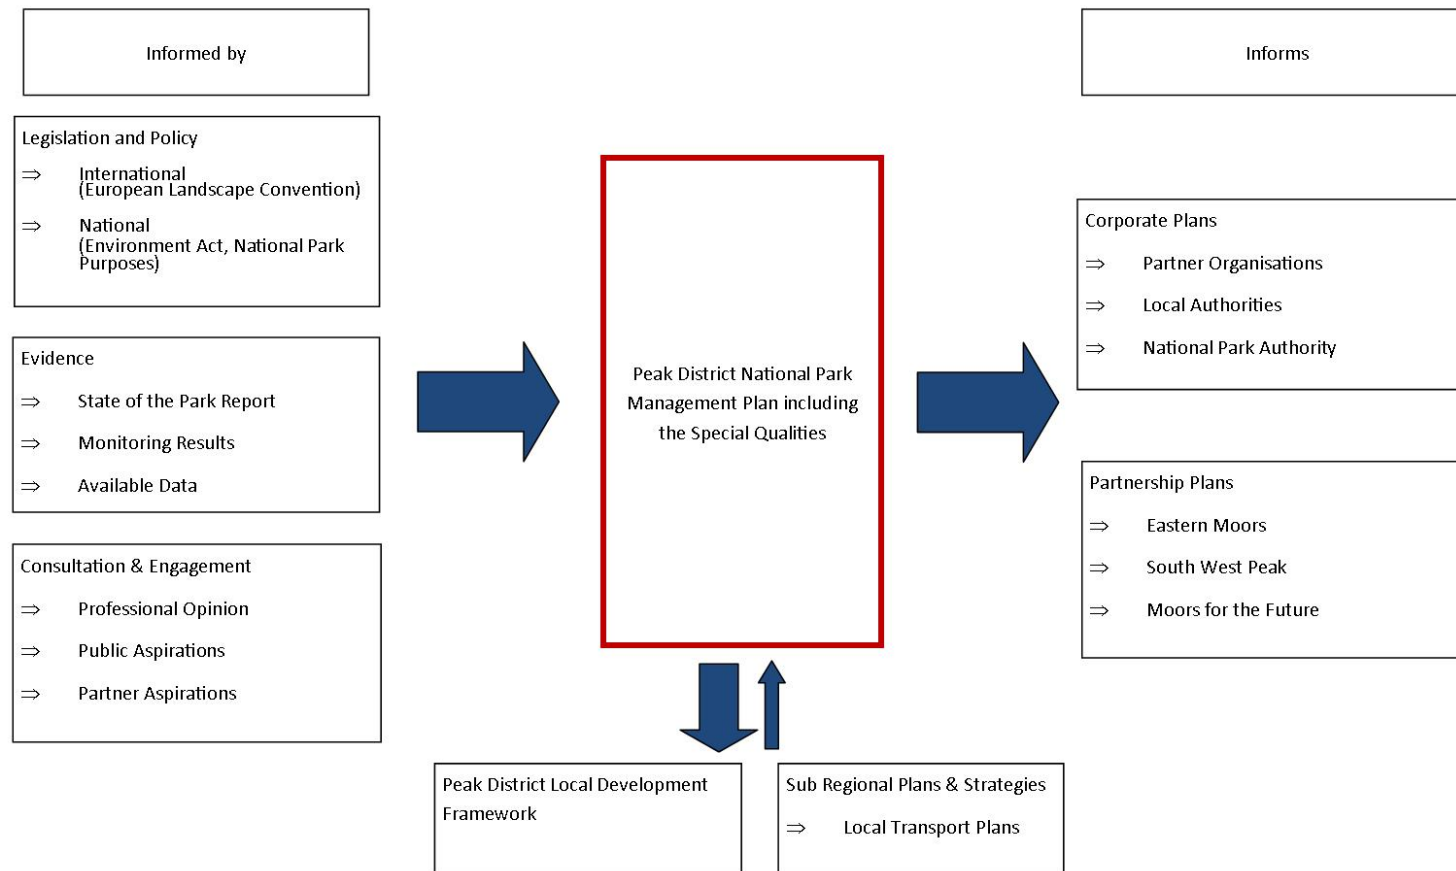 Informed by
Legislation and Policy
⇒ International
(European Landscape Convention)
⇒ National
(Environment Act, National Park
Purposes)
Evidence
⇒ State of the Park Report
⇒ Monitoring Results
⇒ Available Data
Consultation & Engagement
⇒ Professional Opinion
⇒ Public Aspirations
⇒ Partner Aspirations
Peak District National Park
Management Plan including
the Special Qualities
Peak District Local Development
Framework
Sub Regional Plans & Strategies
⇒ Local Transport Plans
Informs
Corporate Plans
⇒ Partner Organisations
⇒ Local Authorities
⇒ National Park Authority
Partnership Plans
⇒ Eastern Moors
⇒ South West Peak
⇒ Moors for the Future